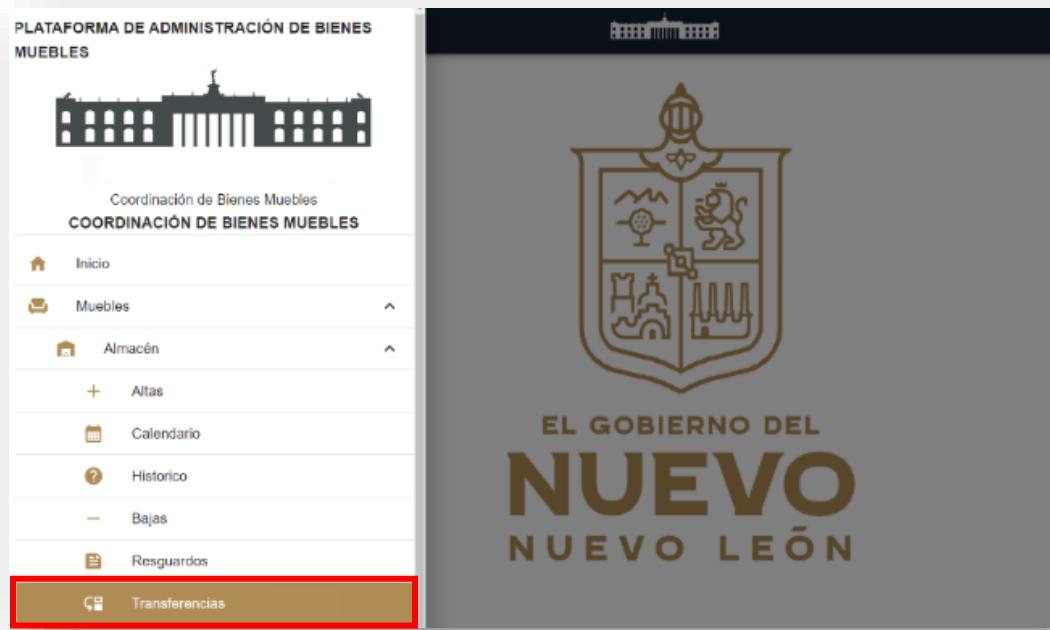 PLATAFORMA DE ADMINISTRACIÓN DE BIENES
MUEBLES
Coordinación de Bienes Muebles
COORDINACIÓN DE BIENES MUEBLES
Inicio
Muebles
Almacén
Altas
Calendario
Historico
Bajas
Resguardos
Transferencias
EL GOBIERNO DEL
NUEVO
NUEVO LEÓN